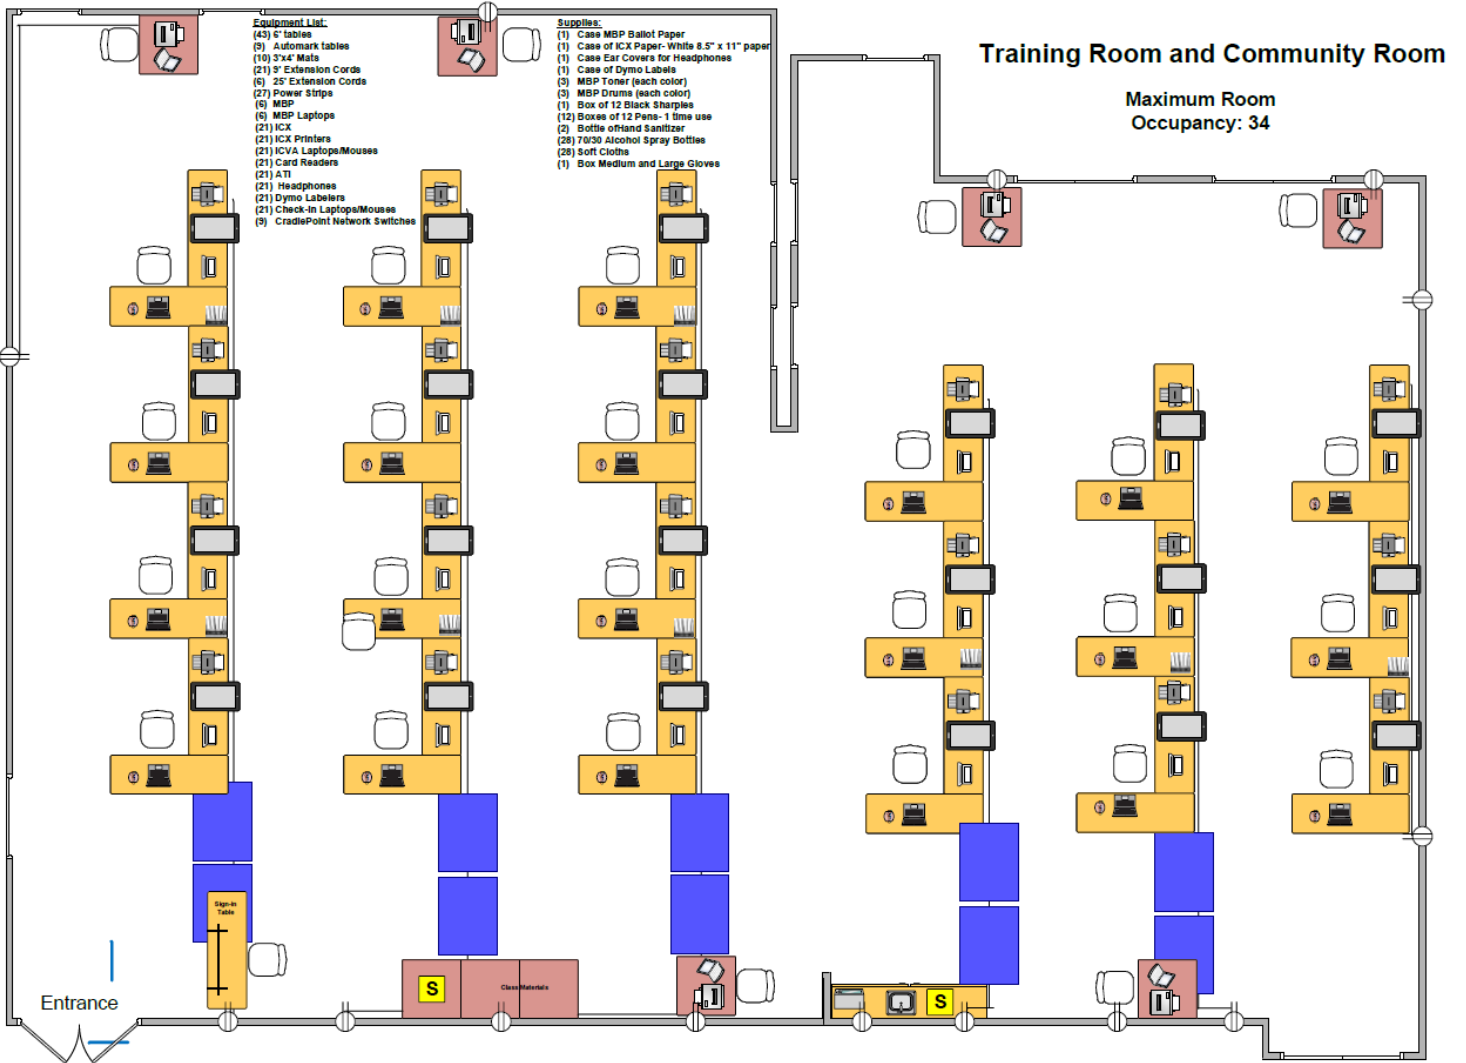 Equipment List:
(43) 6' tables
(9) Automark tables
(10) 3'x4' Mats
(21) 9' Extension Cords
(6) 25' Extension Cords
(27) Power Strips
(6) MBP
(6) MBP Laptops
(21) ICX
(21) ICX Printers
(21) ICVA Laptops/Mouses
(21) Card Readers
(21) ATI
(21) Headphones
(21) Dymo Labelers
(21) Check-In Laptops/Mouses
(9) CradlePoint Network Switches
Supplies:
(1) Case MBP Ballot Paper
(1) Case of ICX Paper- White 8.5" x 11" paper
(1) Case Ear Covers for Headphones
(1) Case of Dymo Labels
(3) MBP Toner (each color)
(3) MBP Drums (each color)
(1) Box of 12 Black Sharpies
(12) Boxes of 12 Pens- 1 time use
(2) Bottle ofHand Sanitizer
(28) 70/30 Alcohol Spray Bottles
(28) Soft Cloths
(1) Box Medium and Large Gloves
Training Room and Community Room
Maximum Room
Occupancy: 34
Sign-in
Table
Entrance
S
Class Materials
S